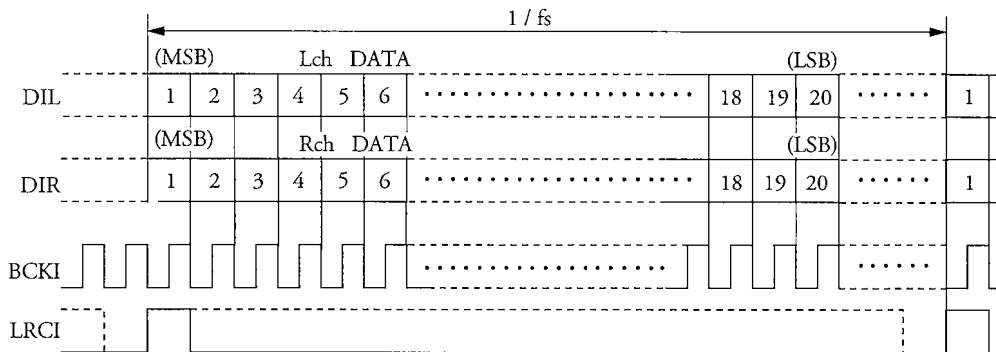 1 / fs
(MSB) Lch DATA (LSB)
DIL 1 2 3 4 5 6 18 19 20 1
(MSB) Rch DATA (LSB)
DIR 1 2 3 4 5 6 18 19 20 1
BCKI
LRCI